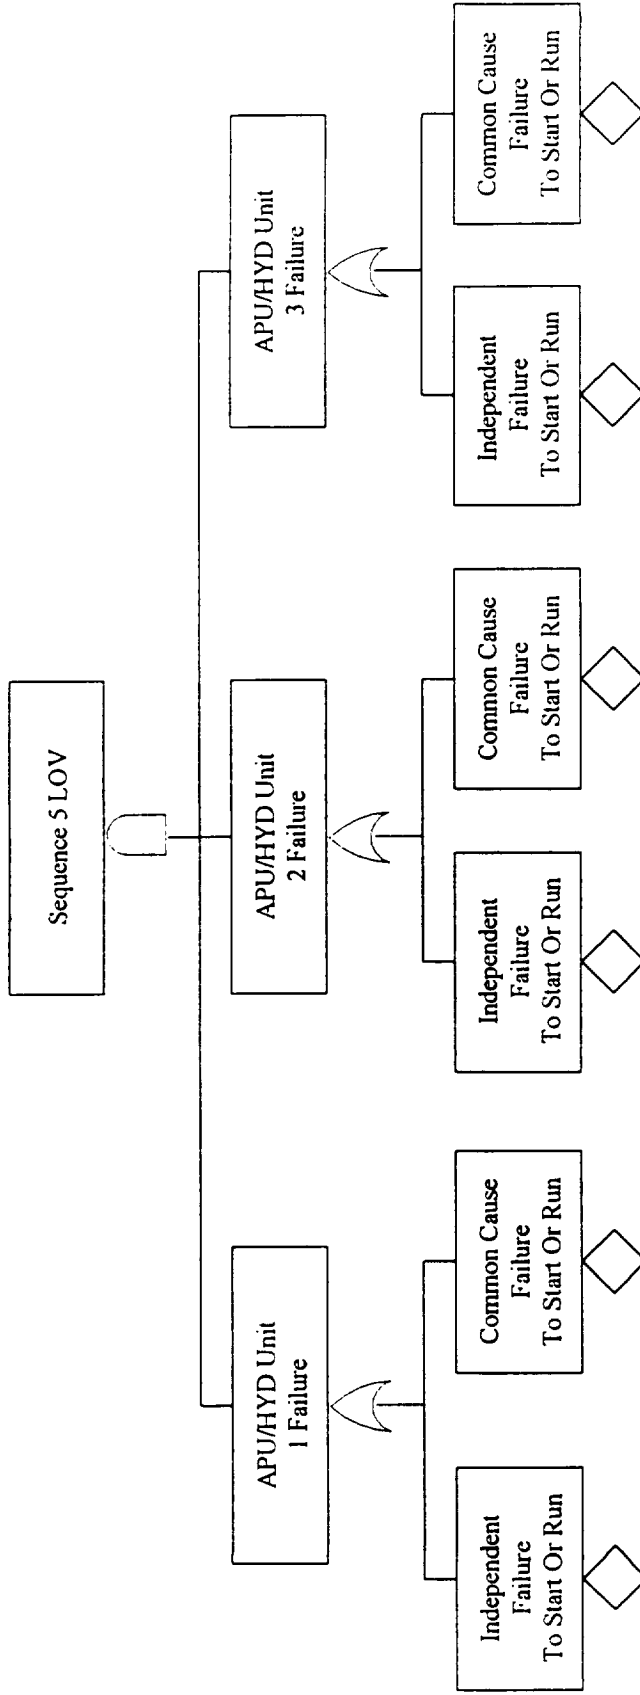 Sequence 5 LOV
APU/HYD Unit
1 Failure
APU/HYD Unit
2 Failure
APU/HYD Unit
3 Failure
Independent
Failure
To Start Or Run
Common Cause
Failure
To Start Or Run
Independent
Failure
To Start Or Run
Common Cause
Failure
To Start Or Run
Independent
Failure
To Start Or Run
Common Cause
Failure
To Start Or Run